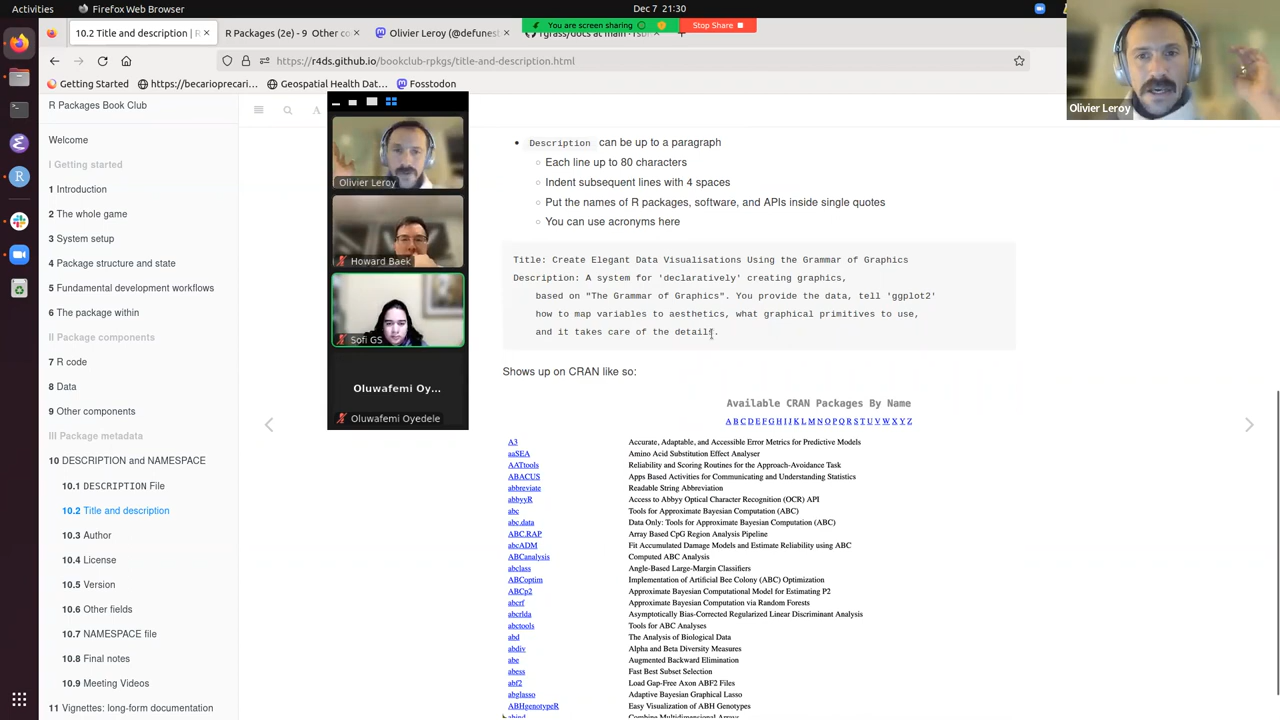 Activities
Firefox Web Browser
Dec 7 21:30
You are screen sharing
Stop Share
10.2 Title and description | R
R Packages (2e) - 9 Other co
Olivier Leroy (@defunes
rgrass/docs at main · rsb
https://r4ds.github.io/bookclub-rpkgs/title-and-description.html
Getting Started
https://becarioprecari...
Geospatial Health Dat...
Fosstodon
R Packages Book Club
Welcome
I Getting started
1 Introduction
2 The whole game
3 System setup
4 Package structure and state
5 Fundamental development workflows
6 The package within
II Package components
7 R code
8 Data
9 Other components
III Package metadata
10 DESCRIPTION and NAMESPACE
10.1 DESCRIPTION File
10.2 Title and description
10.3 Author
10.4 License
10.5 Version
10.6 Other fields
10.7 NAMESPACE file
10.8 Final notes
10.9 Meeting Videos
11 Vignettes: long-form documentation
Olivier Leroy
Howard Baek
Sofi GS
Oluwafemi Oy...
Oluwafemi Oyedele
Olivier Leroy
Description can be up to a paragraph
Each line up to 80 characters
Indent subsequent lines with 4 spaces
Put the names of R packages, software, and APIs inside single quotes
You can use acronyms here
Title: Create Elegant Data Visualisations Using the Grammar of Graphics
Description: A system for 'declaratively' creating graphics,
based on "The Grammar of Graphics". You provide the data, tell 'ggplot2'
how to map variables to aesthetics, what graphical primitives to use,
and it takes care of the details.
Shows up on CRAN like so:
Available CRAN Packages By Name
A B C D E F G H I J K L M N O P Q R S T U V W X Y Z
A3 Accurate, Adaptable, and Accessible Error Metrics for Predictive Models
aaSEA Amino Acid Substitution Effect Analyser
AATtools Reliability and Scoring Routines for the Approach-Avoidance Task
ABACUS Apps Based Activities for Communicating and Understanding Statistics
abbreviate Readable String Abbreviation
abbyyR Access to Abbyy Optical Character Recognition (OCR) API
abc Tools for Approximate Bayesian Computation (ABC)
abc.data Data Only: Tools for Approximate Bayesian Computation (ABC)
ABC.RAP Array Based CpG Region Analysis Pipeline
abcADM Fit Accumulated Damage Models and Estimate Reliability using ABC
ABCanalysis Computed ABC Analysis
abclass Angle-Based Large-Margin Classifiers
ABCoptim Implementation of Artificial Bee Colony (ABC) Optimization
ABCp2 Approximate Bayesian Computational Model for Estimating P2
abcrf Approximate Bayesian Computation via Random Forests
abcrlda Asymptotically Bias-Corrected Regularized Linear Discriminant Analysis
abctools Tools for ABC Analyses
abd The Analysis of Biological Data
abdiv Alpha and Beta Diversity Measures
abe Augmented Backward Elimination
abess Fast Best Subset Selection
abf2 Load Gap-Free Axon ABF2 Files
abglasso Adaptive Bayesian Graphical Lasso
ABHgenotypeR Easy Visualization of ABH Genotypes
abind Combine Multidimensional Arrays